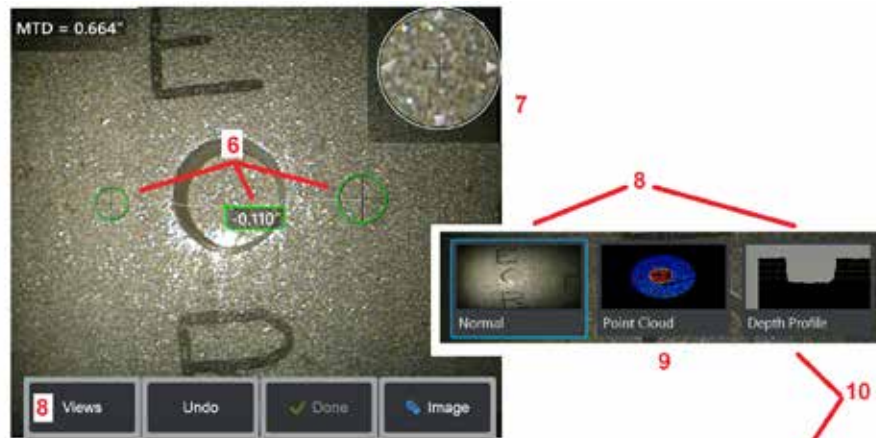 MTD = 0.664"
E
6
7
-0.110"
8
Normal
Point Cloud
Depth Profile
9
10
8
Views
Undo
Done
Image